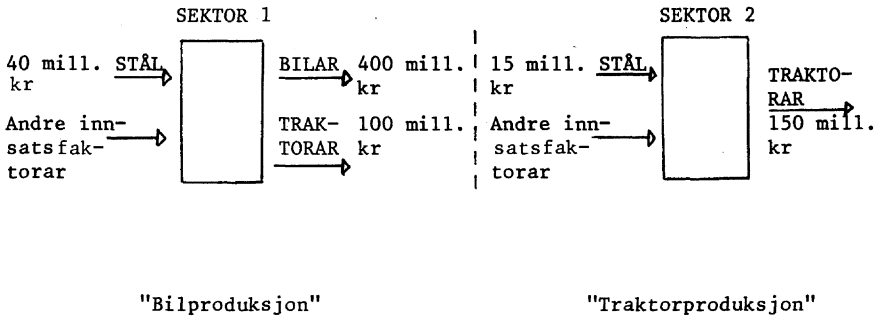 SEKTOR 1
40 mill. STÅL
kr
Andre inn-
satsfak-
torar
BILAR 400 mill.
kr
TRAK- 100 mill.
TORAR kr
SEKTOR 2
15 mill. STÅL
kr
Andre inn-
satsfak-
torar
TRAKTO-
RAR
150 mill.
kr
"Bilproduksjon"
"Traktorproduksjon"